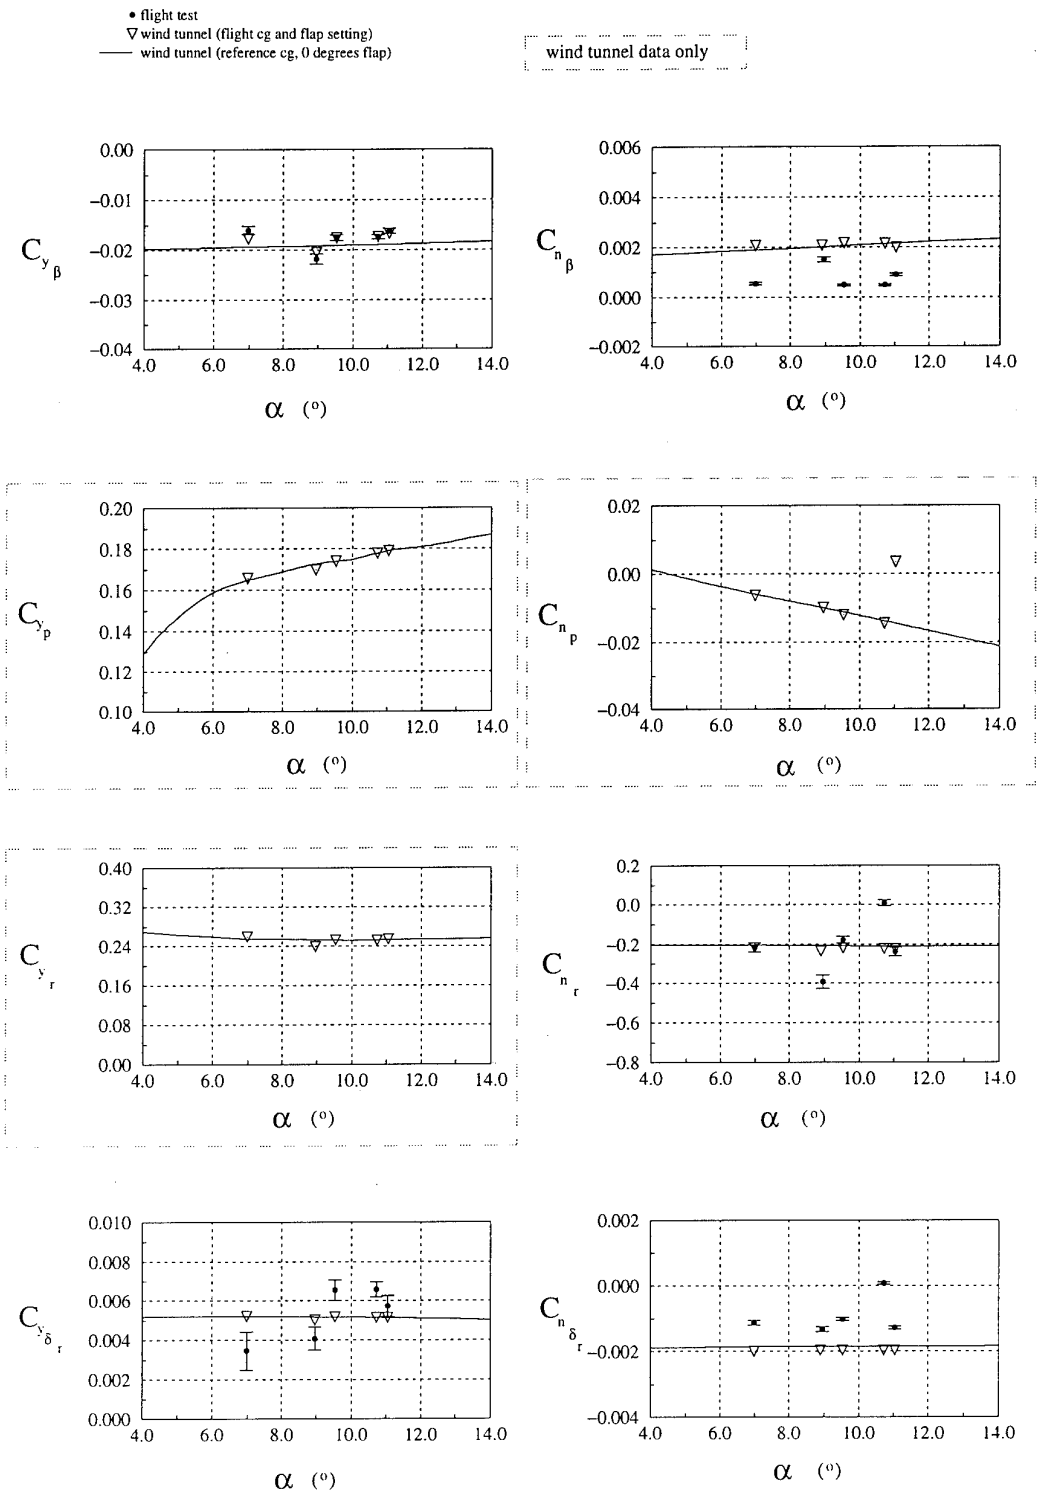 flight test
wind tunnel (flight cg and flap setting)
wind tunnel (reference cg, 0 degrees flap)
wind tunnel data only
0.00
−0.01
−0.02
−0.03
−0.04
C y β
4.0 6.0 8.0 10.0 12.0 14.0
α (°)
0.006
0.004
0.002
0.000
−0.002
C n β
4.0 6.0 8.0 10.0 12.0 14.0
α (°)
0.20
0.18
0.16
0.14
0.12
0.10
C y p
4.0 6.0 8.0 10.0 12.0 14.0
α (°)
0.02
0.00
−0.02
−0.04
C n p
4.0 6.0 8.0 10.0 12.0 14.0
α (°)
0.40
0.32
0.24
0.16
0.08
0.00
C y r
4.0 6.0 8.0 10.0 12.0 14.0
α (°)
0.2
0.0
−0.2
−0.4
−0.6
−0.8
C n r
4.0 6.0 8.0 10.0 12.0 14.0
α (°)
0.010
0.008
0.006
0.004
0.002
0.000
C y δ r
4.0 6.0 8.0 10.0 12.0 14.0
α (°)
0.002
0.000
−0.002
−0.004
C n δ r
4.0 6.0 8.0 10.0 12.0 14.0
α (°)